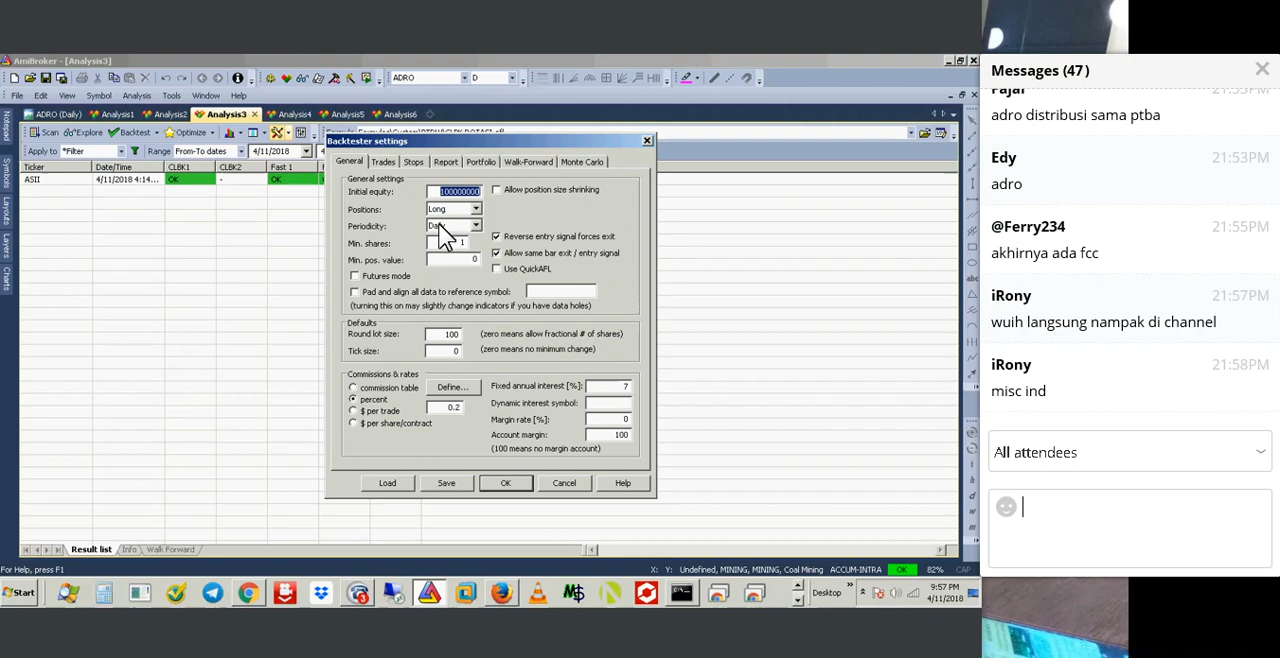 AmiBroker - [Analysis3]
ADRO
D
File Edit View Symbol Analysis Tools Window Help
ADRO (Daily) Analysis1 Analysis2 Analysis3 Analysis4 Analysis5 Analysis6
Scan Explore Backtest Optimize
Apply to *Filter Range From-To dates 4/11/2018
Ticker Date/Time CLBK1 CLBK2 Fast 1
ASII 4/11/2018 4:14... OK - OK
Notepad
Symbols
Layouts
Layers
Charts
Backtester settings
General Trades Stops Report Portfolio Walk-Forward Monte Carlo
General settings
Initial equity: 100000000 Allow position size shrinking
Positions: Long
Periodicity:
Min. shares: 1 Reverse entry signal forces exit
Min. pos. value: 0 Allow same bar exit / entry signal
Futures mode Use QuickAFL
Pad and align all data to reference symbol:
(turning this on may slightly change indicators if you have data holes)
Defaults
Round lot size: 100 (zero means allow fractional # of shares)
Tick size: 0 (zero means no minimum change)
Commissions & rates
commission table Define... Fixed annual interest [%]: 7
percent 0.2 Dynamic interest symbol:
$ per trade Margin rate [%]: 0
$ per share/contract Account margin: 100
(100 means no margin account)
Load Save OK Cancel Help
Result list Info Walk Forward
For Help, press F1 X: Y: Undefined, MINING, MINING, Coal Mining ACCUM-INTRA OK 82% CAP
Start Desktop 9:57 PM
4/11/2018
Messages (47)
Fajar
adro distribusi sama ptba
Edy 21:53PM
adro
@Ferry234 21:55PM
akhirnya ada fcc
iRony 21:57PM
wuih langsung nampak di channel
iRony 21:58PM
misc ind
All attendees